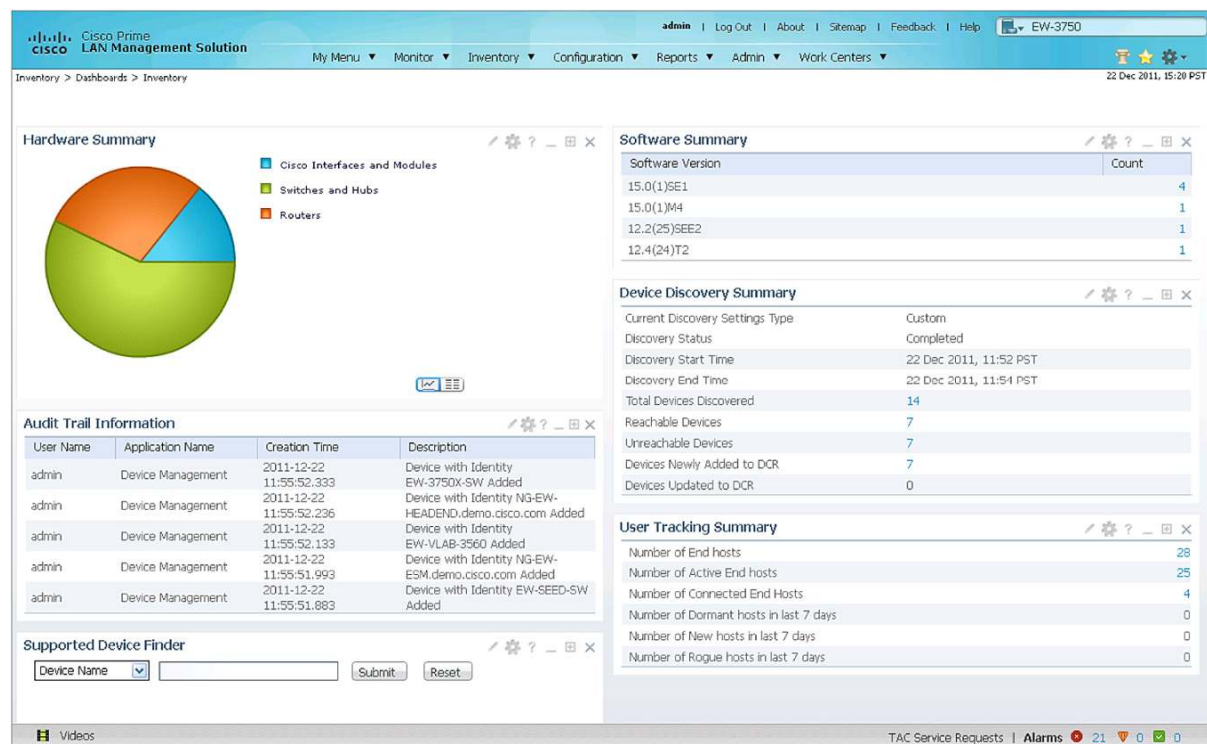 admin | Log Out | About | Sitemap | Feedback | Help EW-3750
cisco Cisco Prime
LAN Management Solution
My Menu ▼ Monitor ▼ Inventory ▼ Configuration ▼ Reports ▼ Admin ▼ Work Centers ▼
Inventory > Dashboards > Inventory
22 Dec 2011, 15:20 PST
Hardware Summary
Cisco Interfaces and Modules
Switches and Hubs
Routers
Audit Trail Information
User Name Application Name Creation Time Description
admin Device Management 2011-12-22 11:55:52.333 Device with Identity EW-3750X-SW Added
admin Device Management 2011-12-22 11:55:52.236 Device with Identity NG-EW-HEADEND.demo.cisco.com Added
admin Device Management 2011-12-22 11:55:52.133 Device with Identity EW-VLAB-3560 Added
admin Device Management 2011-12-22 11:55:51.993 Device with Identity NG-EW-ESM.demo.cisco.com Added
admin Device Management 2011-12-22 11:55:51.883 Device with Identity EW-SEED-SW Added
Supported Device Finder
Device Name Submit Reset
Software Summary
Software Version Count
15.0(1)SE1 4
15.0(1)M4 1
12.2(25)SEE2 1
12.4(24)T2 1
Device Discovery Summary
Current Discovery Settings Type Custom
Discovery Status Completed
Discovery Start Time 22 Dec 2011, 11:52 PST
Discovery End Time 22 Dec 2011, 11:54 PST
Total Devices Discovered 14
Reachable Devices 7
Unreachable Devices 7
Devices Newly Added to DCR 7
Devices Updated to DCR 0
User Tracking Summary
Number of End hosts 28
Number of Active End hosts 25
Number of Connected End Hosts 4
Number of Dormant hosts in last 7 days 0
Number of New hosts in last 7 days 0
Number of Rogue hosts in last 7 days 0
Videos
TAC Service Requests | Alarms 21 0 0